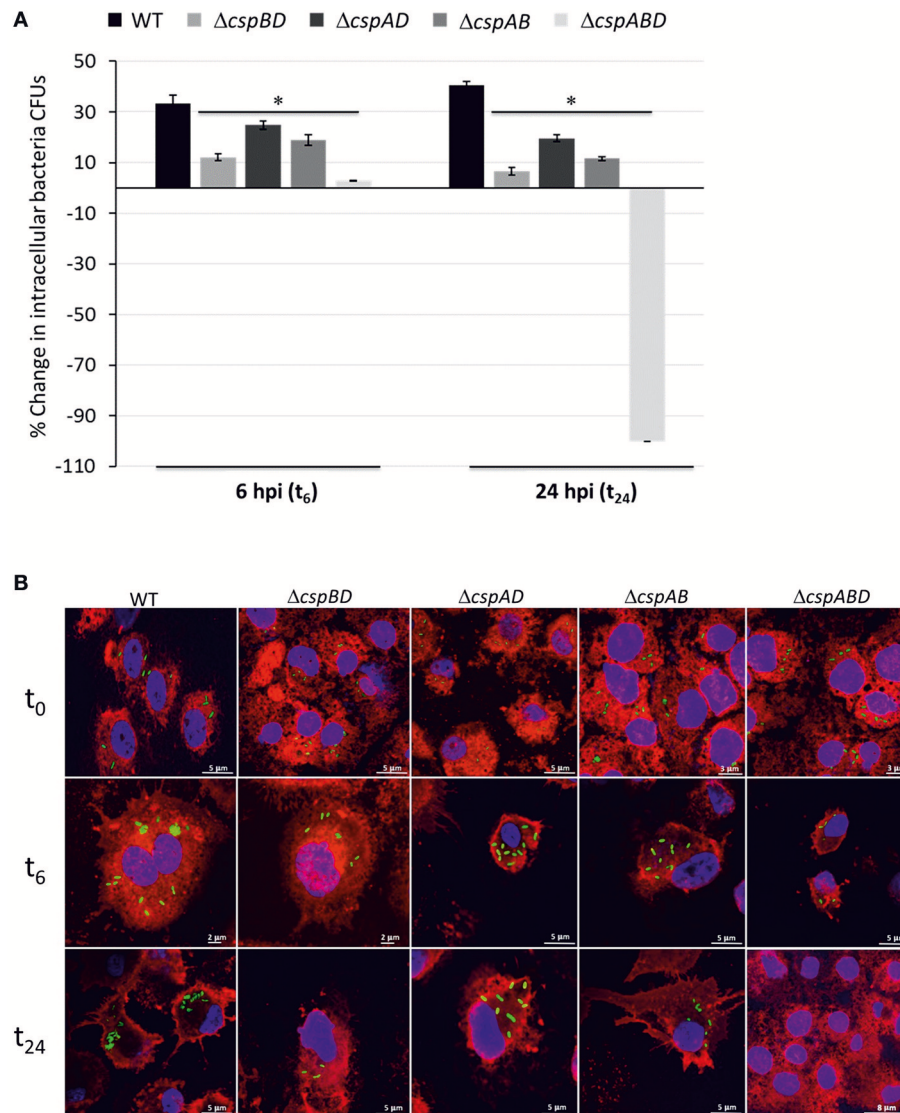 A
WT ΔcspBD ΔcspAD ΔcspAB ΔcspABD
% Change in intracellular bacteria CFUs
50
30
10
-10
-30
-50
-70
-90
-110
* *
6 hpi (t6) 24 hpi (t24)
B
WT ΔcspBD ΔcspAD ΔcspAB ΔcspABD
t0
5 µm 5 µm 5 µm 3 µm 3 µm
t6
2 µm 2 µm 5 µm 5 µm 5 µm
t24
5 µm 5 µm 5 µm 5 µm 8 µm